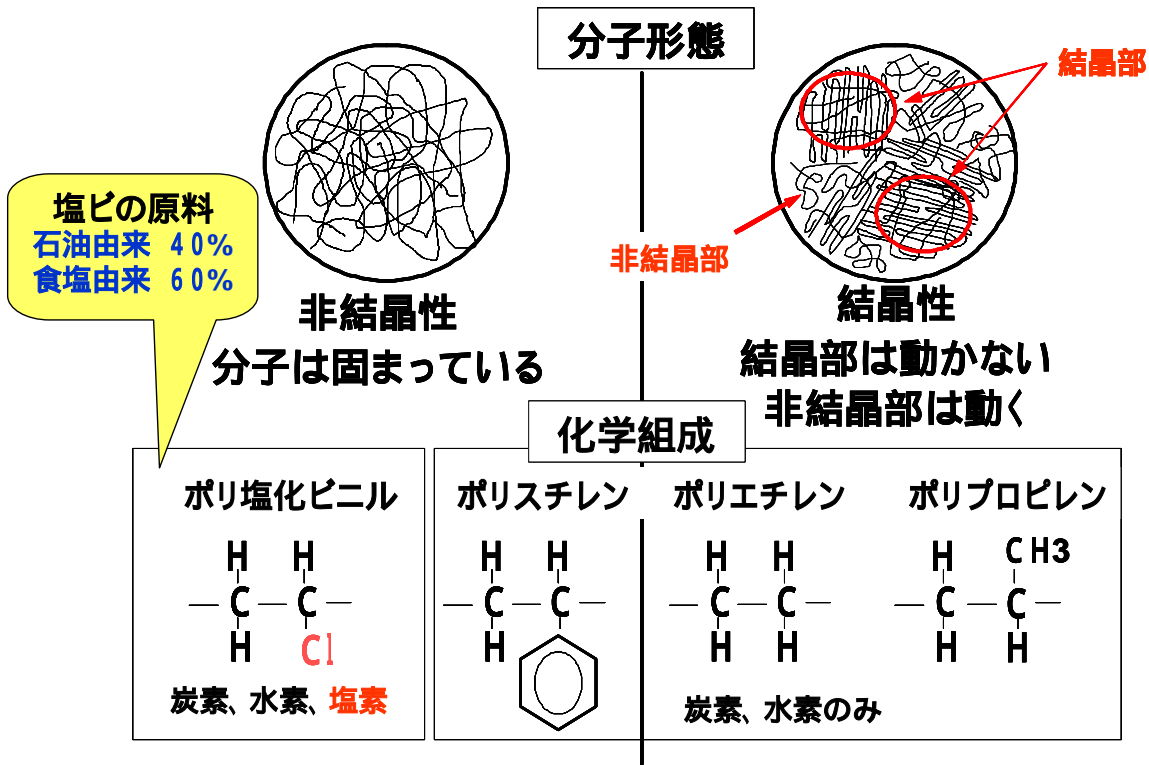 分子形態
結晶部
非結晶部
塩ビの原料
石油由来 40%
食塩由来 60%
非結晶性
分子は固まっている
結晶性
結晶部は動かない
非結晶部は動く
化学組成
ポリ塩化ビニル
H H
C C
H Cl
炭素、水素、塩素
ポリスチレン
H H
C C
H
ポリエチレン
H H
C C
H H
ポリプロピレン
H CH3
C C
H H
炭素、水素のみ